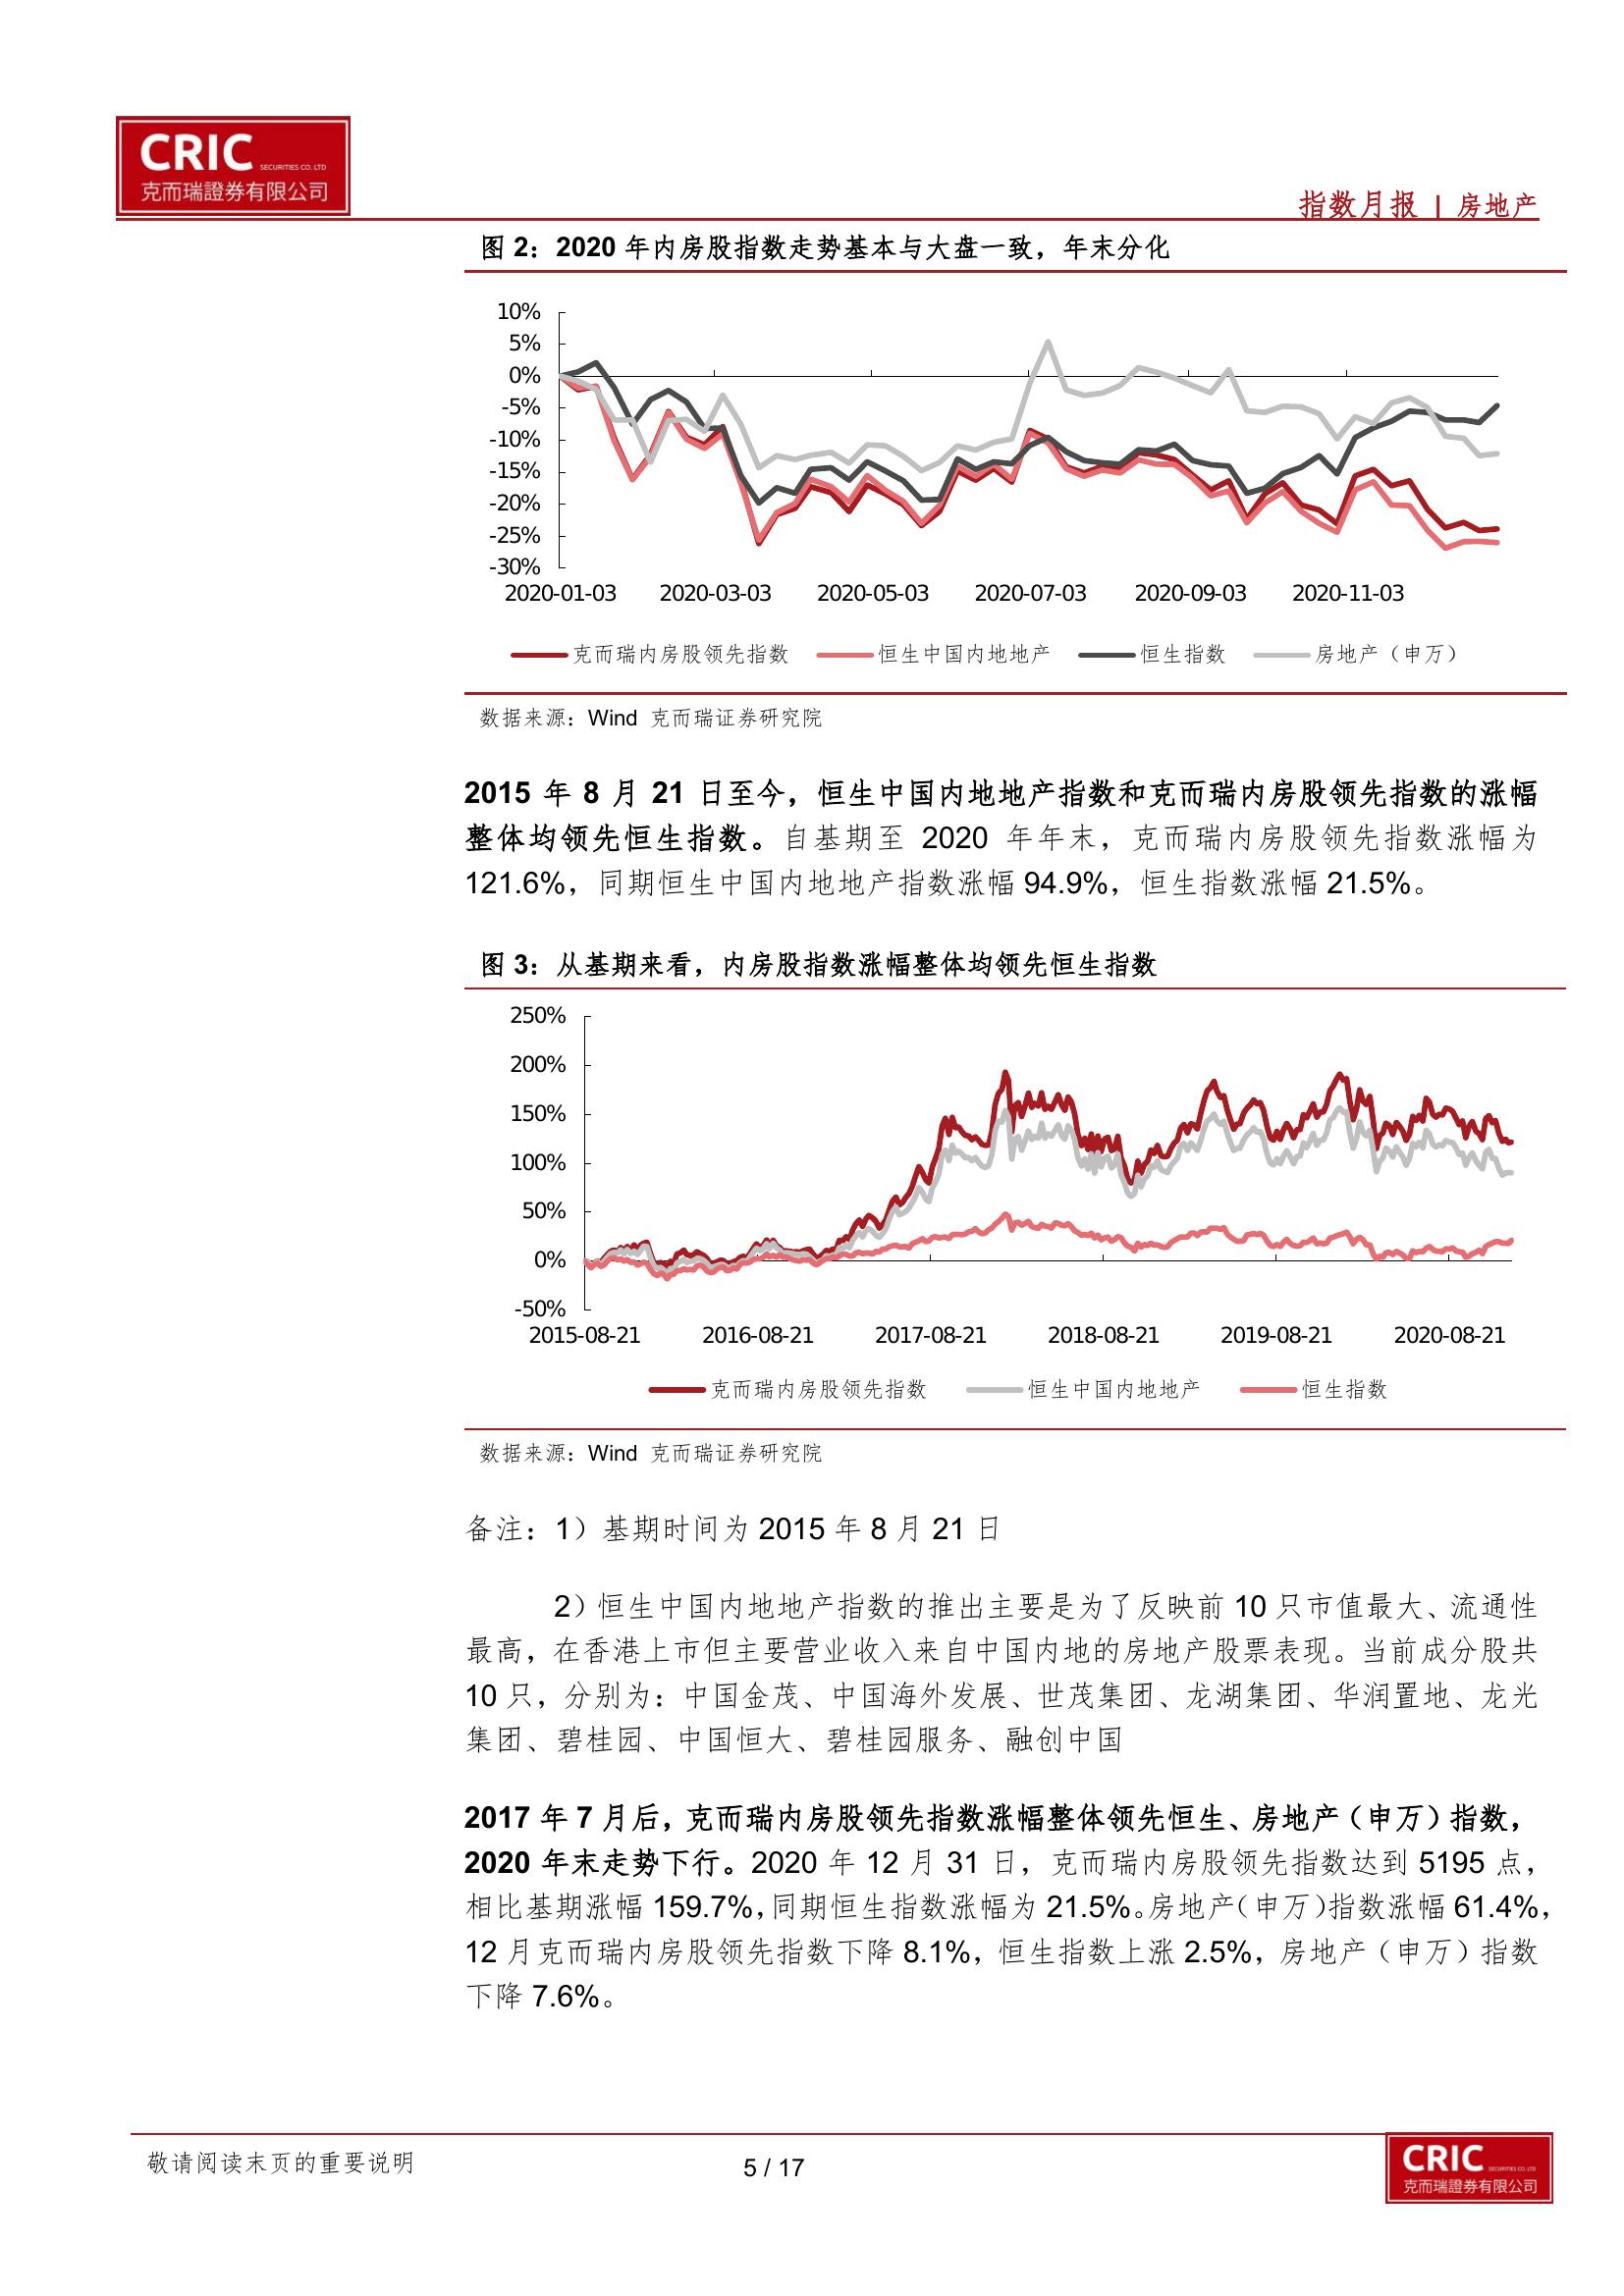 CRIC SECURITIES CO. LTD
克而瑞證券有限公司
指数月报 | 房地产
图 2：2020 年内房股指数走势基本与大盘一致，年末分化
10%
5%
0%
-5%
-10%
-15%
-20%
-25%
-30%
2020-01-03 2020-03-03 2020-05-03 2020-07-03 2020-09-03 2020-11-03
克而瑞内房股领先指数 恒生中国内地地产 恒生指数 房地产（申万）
数据来源：Wind 克而瑞证券研究院
2015 年 8 月 21 日至今，恒生中国内地地产指数和克而瑞内房股领先指数的涨幅
整体均领先恒生指数。自基期至 2020 年年末，克而瑞内房股领先指数涨幅为
121.6%，同期恒生中国内地地产指数涨幅 94.9%，恒生指数涨幅 21.5%。
图 3：从基期来看，内房股指数涨幅整体均领先恒生指数
250%
200%
150%
100%
50%
0%
-50%
2015-08-21 2016-08-21 2017-08-21 2018-08-21 2019-08-21 2020-08-21
克而瑞内房股领先指数 恒生中国内地地产 恒生指数
数据来源：Wind 克而瑞证券研究院
备注：1）基期时间为 2015 年 8 月 21 日
2）恒生中国内地地产指数的推出主要是为了反映前 10 只市值最大、流通性
最高，在香港上市但主要营业收入来自中国内地的房地产股票表现。当前成分股共
10 只，分别为：中国金茂、中国海外发展、世茂集团、龙湖集团、华润置地、龙光
集团、碧桂园、中国恒大、碧桂园服务、融创中国
2017 年 7 月后，克而瑞内房股领先指数涨幅整体领先恒生、房地产（申万）指数，
2020 年末走势下行。2020 年 12 月 31 日，克而瑞内房股领先指数达到 5195 点，
相比基期涨幅 159.7%，同期恒生指数涨幅为 21.5%。房地产（申万）指数涨幅 61.4%，
12 月克而瑞内房股领先指数下降 8.1%，恒生指数上涨 2.5%，房地产（申万）指数
下降 7.6%。
敬请阅读末页的重要说明
5 / 17
CRIC SECURITIES CO. LTD
克而瑞證券有限公司